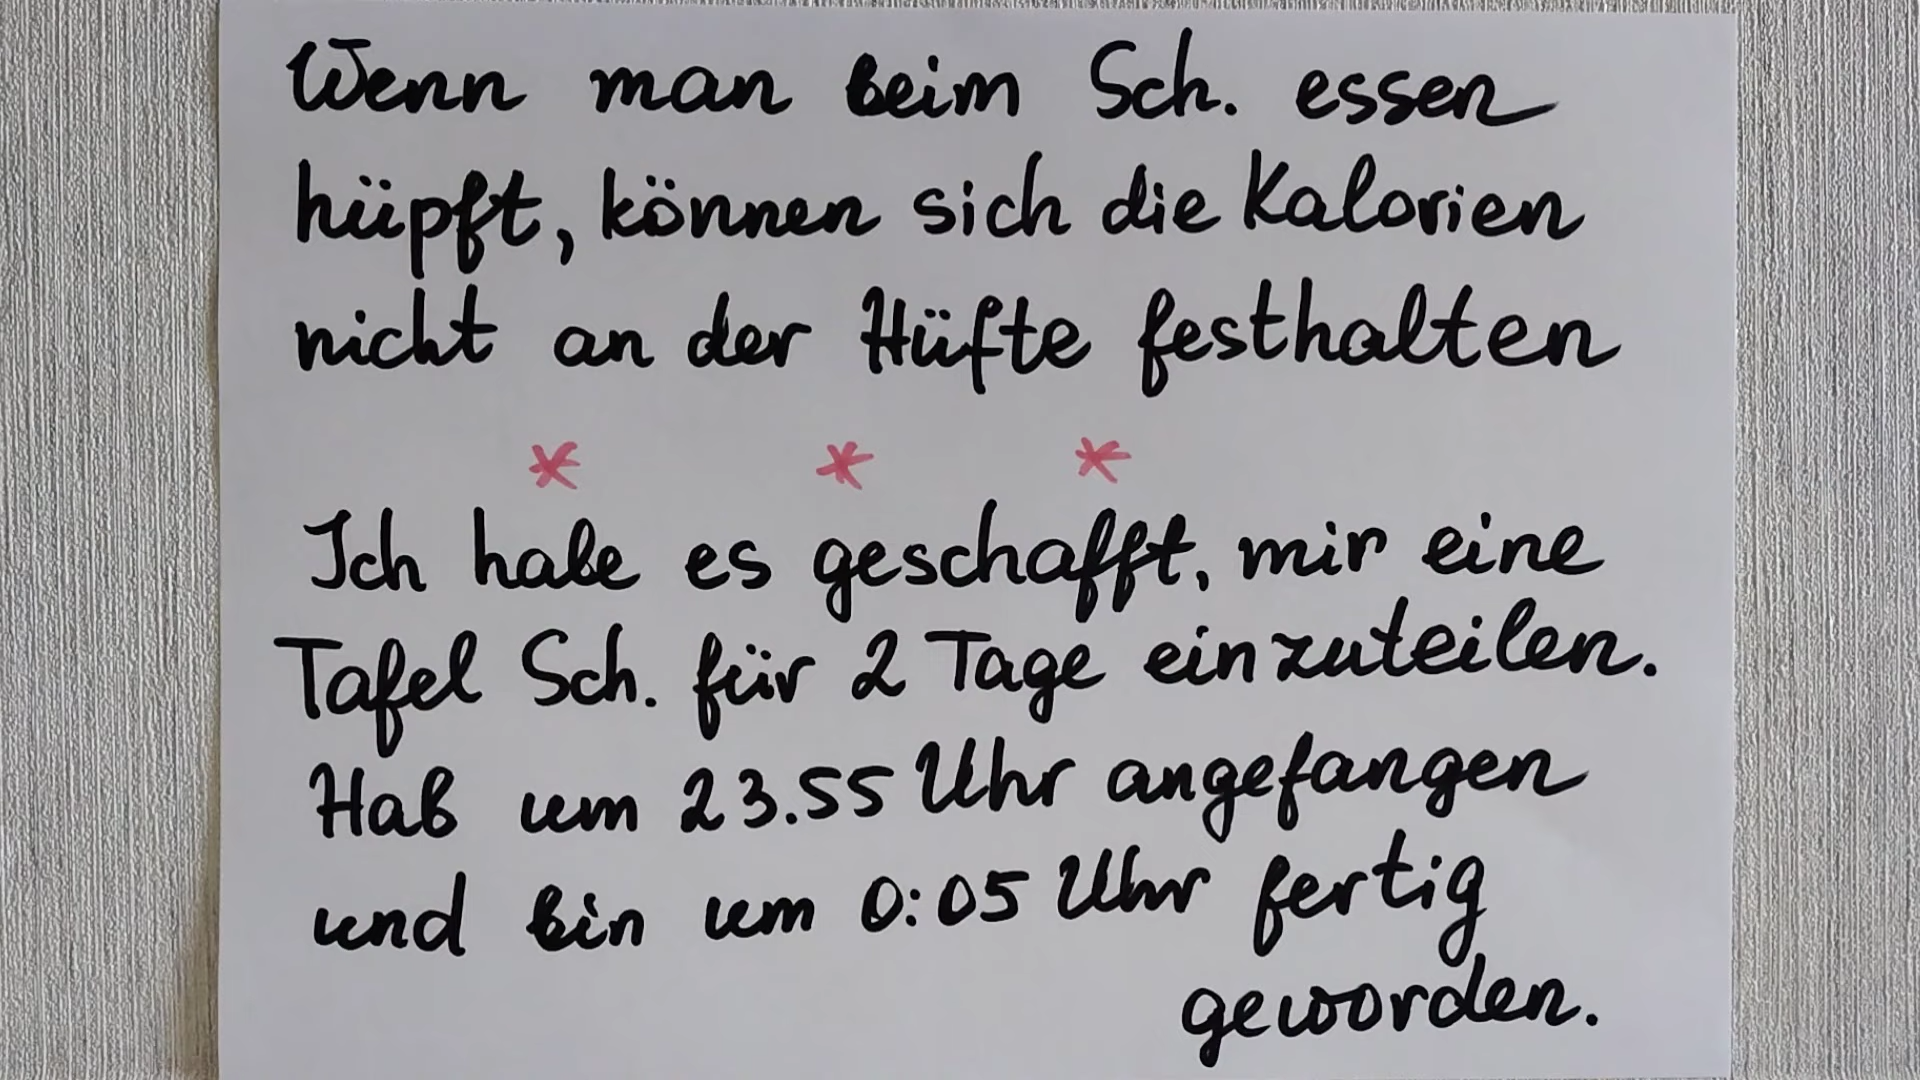 Wenn man beim Sch. essen
hüpft, können sich die Kalorien
nicht an der Hüfte festhalten
* * *
Ich habe es geschafft, mir eine
Tafel Sch. für 2 Tage einzuteilen.
Hab um 23.55 Uhr angefangen
und bin um 0:05 Uhr fertig
geworden.